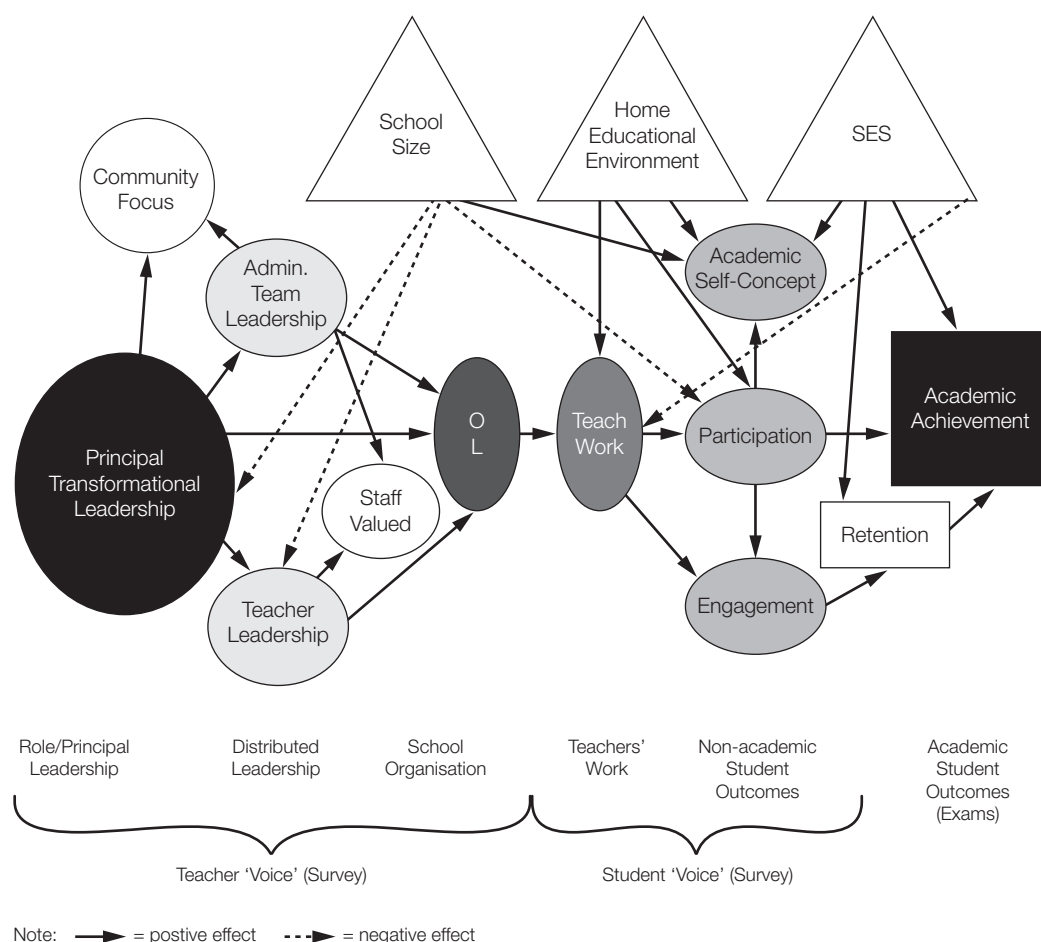 School
Size
Home
Educational
Environment
SES
Community
Focus
Admin.
Team
Leadership
Academic
Self-Concept
Principal
Transformational
Leadership
O
L
Teach
Work
Participation
Academic
Achievement
Staff
Valued
Retention
Teacher
Leadership
Engagement
Role/Principal
Leadership
Distributed
Leadership
School
Organisation
Teachers’
Work
Non-academic
Student
Outcomes
Academic
Student
Outcomes
(Exams)
Teacher ‘Voice’ (Survey)
Student ‘Voice’ (Survey)
Note: = postive effect = negative effect